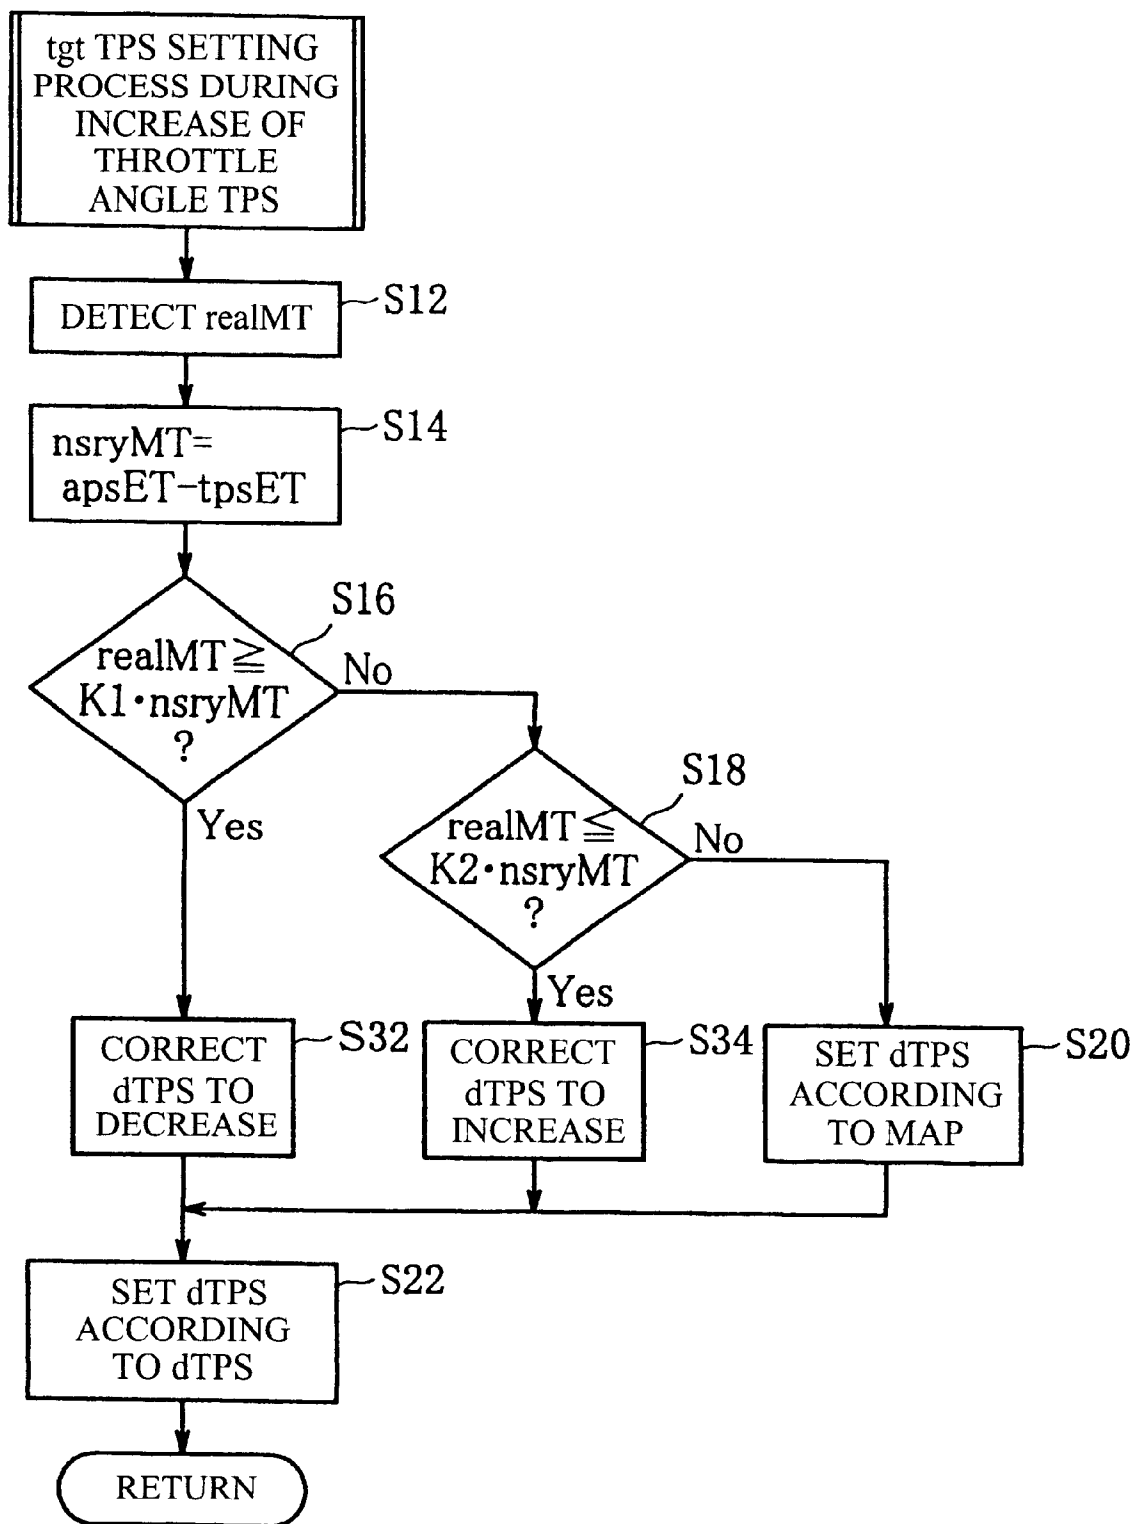 tgt TPS SETTING
PROCESS DURING
INCREASE OF
THROTTLE
ANGLE TPS
DETECT realMT
S12
nsryMT=
apsET-tpsET
S14
realMT≧
K1·nsryMT
?
S16
No
Yes
realMT≦
K2·nsryMT
?
S18
No
Yes
CORRECT
dTPS TO
DECREASE
S32
CORRECT
dTPS TO
INCREASE
S34
SET dTPS
ACCORDING
TO MAP
S20
SET dTPS
ACCORDING
TO dTPS
S22
RETURN